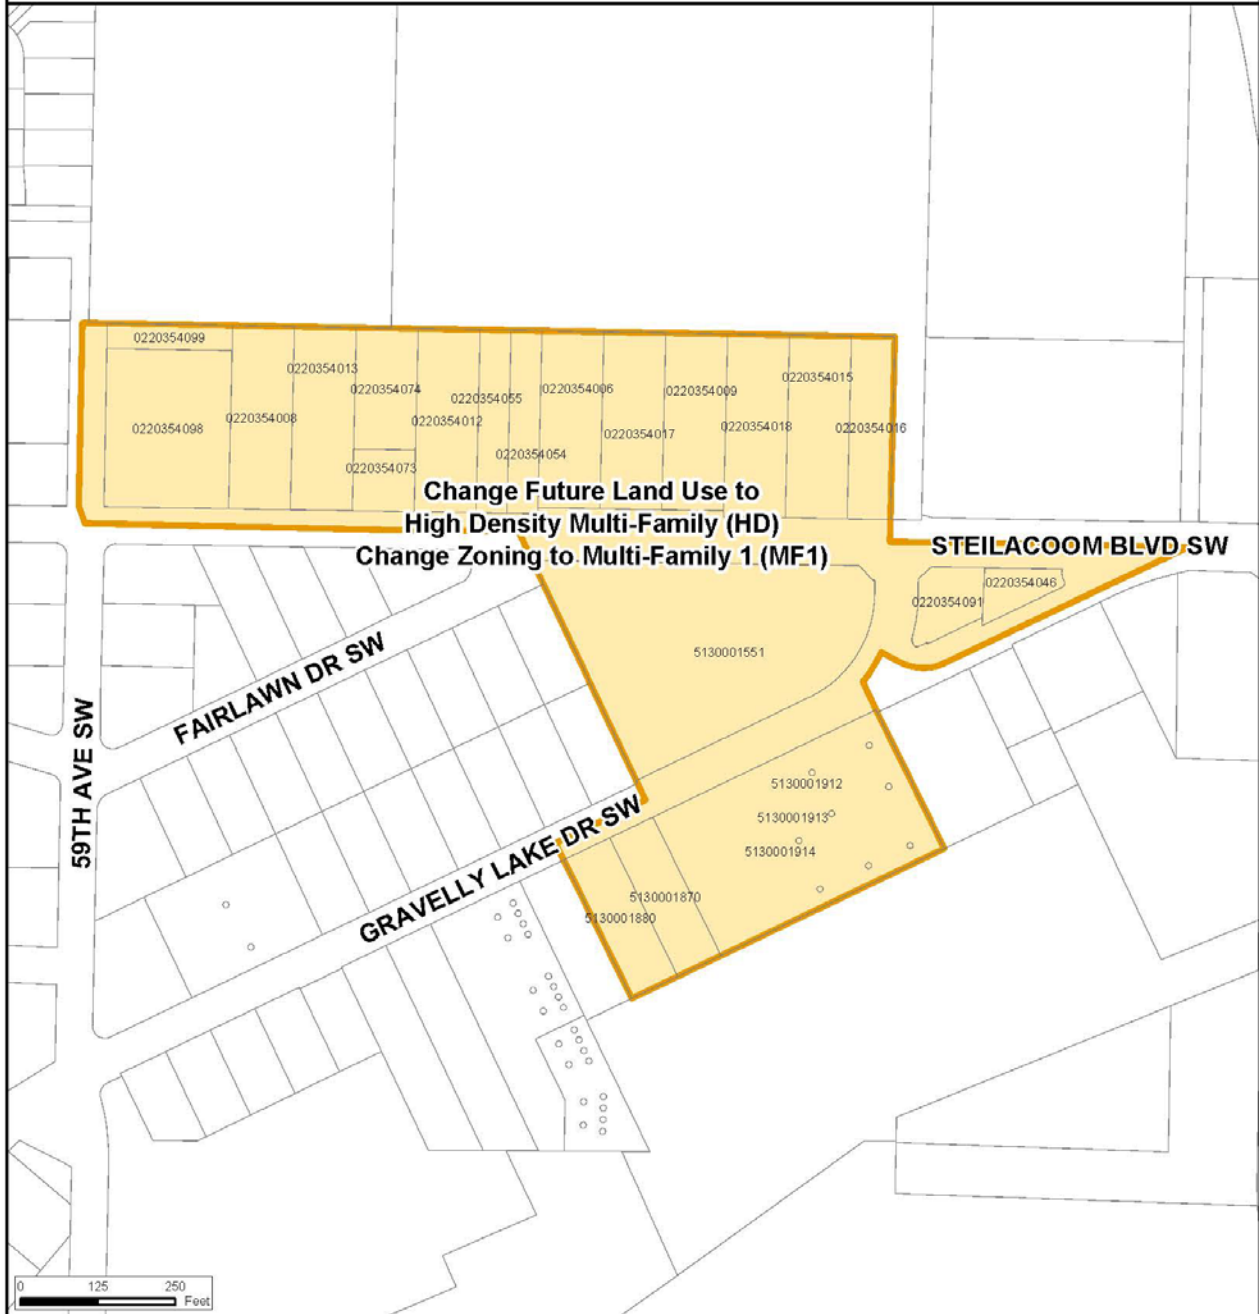 0220354099
0220354013
0220354074
0220354055
0220354006
0220354009
0220354015
0220354098
0220354008
0220354012
0220354017
0220354018
0220354016
0220354054
0220354073
Change Future Land Use to
High Density Multi-Family (HD)
Change Zoning to Multi-Family 1 (MF1)
STEILACOOM BLVD SW
0220354046
0220354091
5130001551
FAIRLAWN DR SW
59TH AVE SW
GRAVELLY LAKE DR SW
5130001912
5130001913
5130001914
5130001870
5130001880
0 125 250
Feet